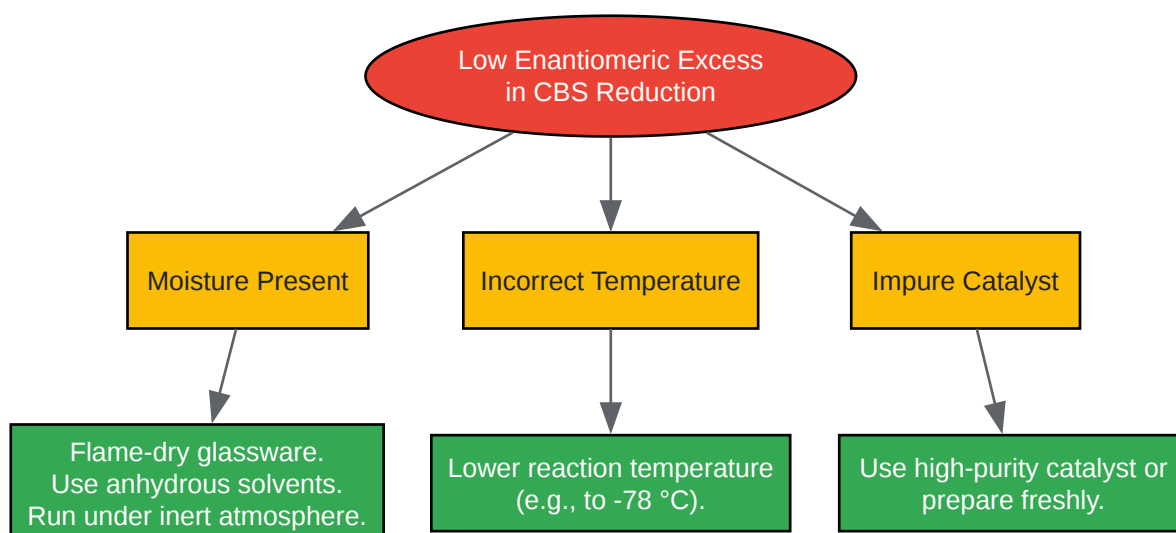 Low Enantiomeric Excess
in CBS Reduction
Moisture Present
Incorrect Temperature
Impure Catalyst
Flame-dry glassware.
Use anhydrous solvents.
Run under inert atmosphere.
Lower reaction temperature
(e.g., to -78 °C).
Use high-purity catalyst or
prepare freshly.